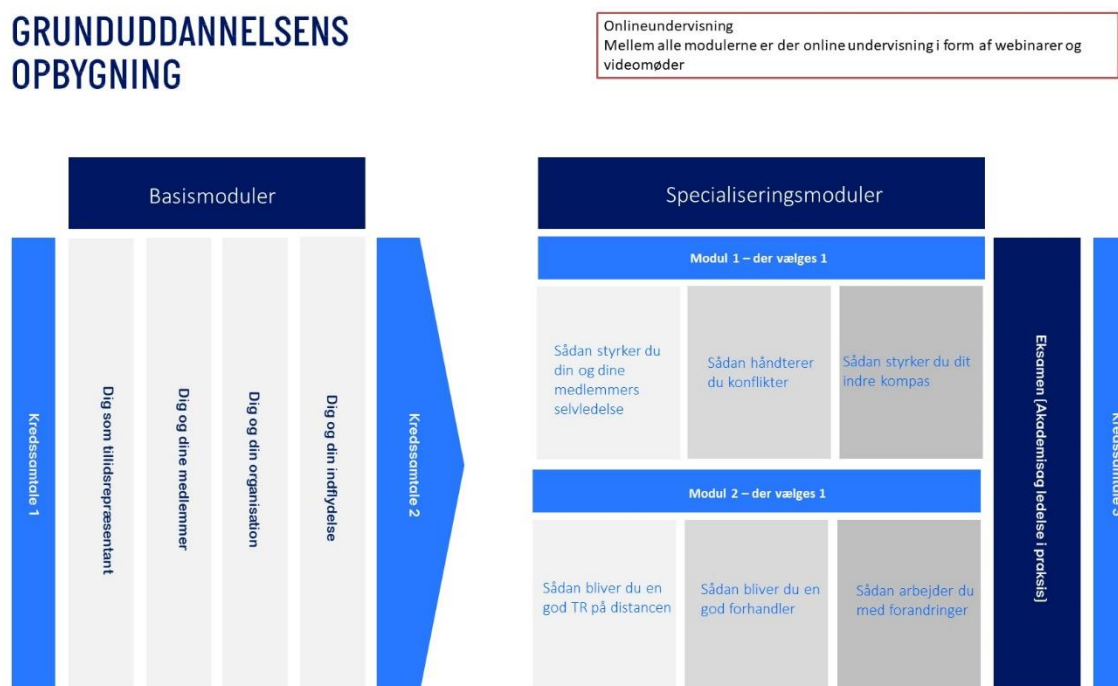 GRUNDUDDANNELSENS
OPBYGNING
Onlineundervisning
Mellem alle modulerne er der online undervisning i form af webinarer og
videomøder
Basismoduler
Kredssamtale 1
Dig som tillidsrepræsentant
Dig og dine medlemmer
Dig og din organisation
Dig og din indflydelse
Kredssamtale 2
Specialiseringsmoduler
Modul 1 – der vælges 1
Sådan styrker du
din og dine
medlemmers
selvledelse
Sådan håndterer
du konflikter
Sådan styrker du dit
indre kompas
Modul 2 – der vælges 1
Sådan bliver du en
god TR på distancen
Sådan bliver du en
god forhandler
Sådan arbejder du
med forandringer
Eksamen [Akademisag ledelse i praksis]
Kredssamtale 3